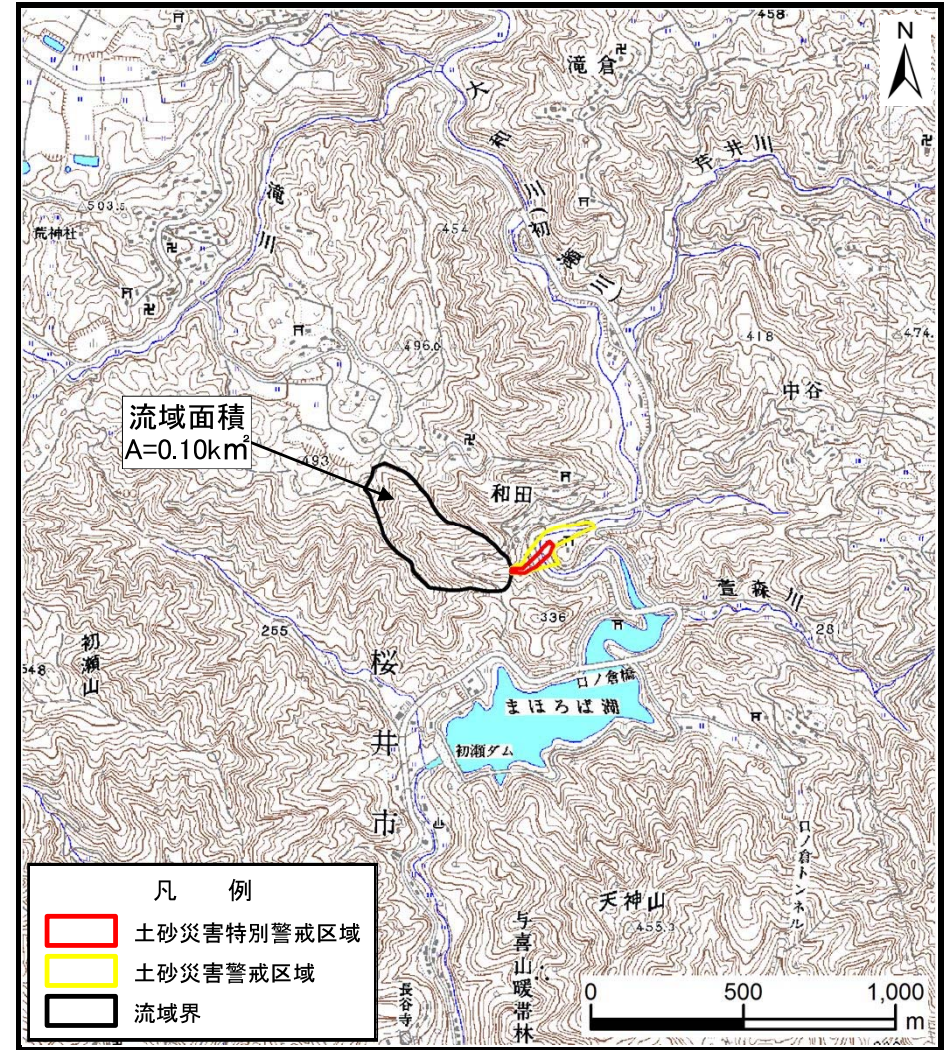 458
N
滝倉
大和川(初瀬川)
芹井川
503.5
滝川
荒神社
454
418
474.
496.0
中谷
流域面積
A=0.10km²
493
和田
萱森川
336
281
255
初瀬山
548
桜井市
口ノ倉橋
まほろば湖
初瀬ダム
口ノ倉トンネル
天神山
455.
与喜山暖帯林
長谷寺
凡 例
土砂災害特別警戒区域
土砂災害警戒区域
流域界
0 500 1,000
m